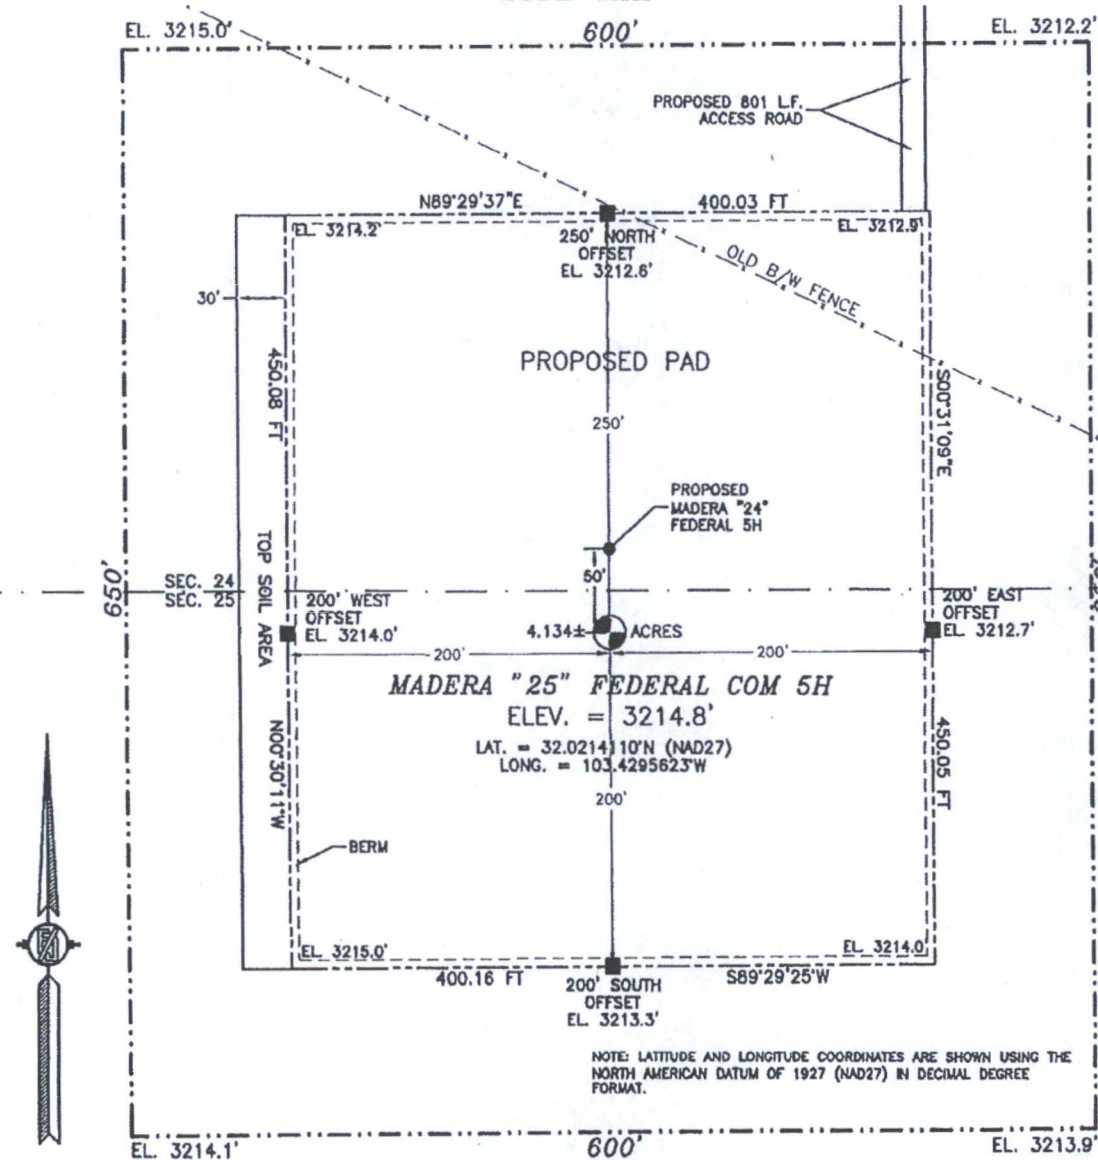 EL. 3215.0'
600'
EL. 3212.2'
PROPOSED 801 L.F.
ACCESS ROAD
N89°29'37"E
400.03 FT
EL. 3214.2'
250' NORTH
OFFSET
EL. 3212.6'
EL. 3212.9'
OLD B/W FENCE
30'
450.08 FT
PROPOSED PAD
S00°31'09"E
250'
PROPOSED
MADERA "24"
FEDERAL 5H
650'
SEC. 24
SEC. 25
TOP SOIL AREA
50'
200' WEST
OFFSET
EL. 3214.0'
4.134± ACRES
200' EAST
OFFSET
EL. 3212.7'
200'
200'
MADERA "25" FEDERAL COM 5H
ELEV. = 3214.8'
LAT. = 32.0214110°N (NAD27)
LONG. = 103.4295623°W
N00°30'11"W
450.05 FT
200'
BERM
EL. 3215.0'
EL. 3214.0
400.16 FT
200' SOUTH
OFFSET
EL. 3213.3'
S89°29'25"W
NOTE: LATITUDE AND LONGITUDE COORDINATES ARE SHOWN USING THE
NORTH AMERICAN DATUM OF 1927 (NAD27) IN DECIMAL DEGREE
FORMAT.
EL. 3214.1'
600'
EL. 3213.9'